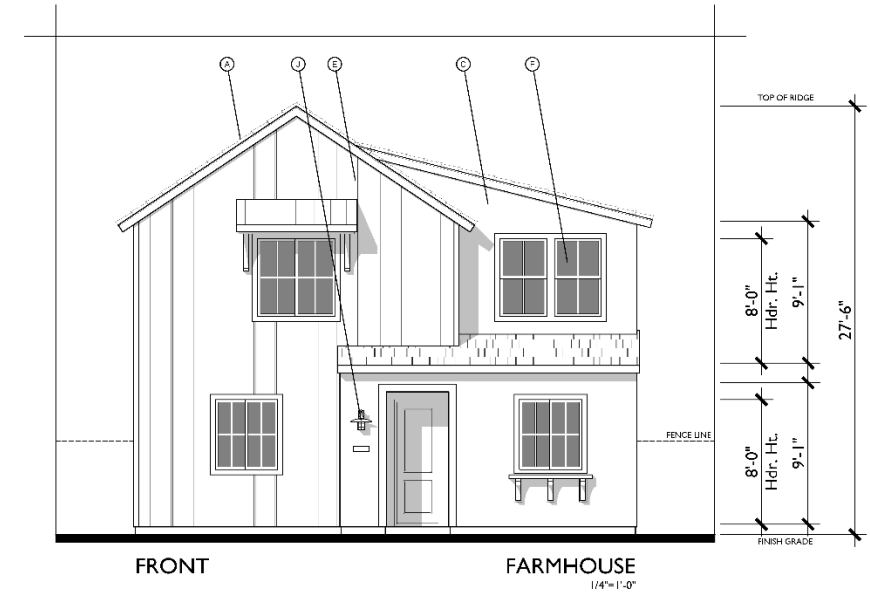 A J E C F
TOP OF RIDGE
8'-0"
Hdr. Ht.
9'-1"
27'-6"
FENCE LINE
8'-0"
Hdr. Ht.
9'-1"
FINISH GRADE
FRONT FARMHOUSE
1/4"=1'-0"